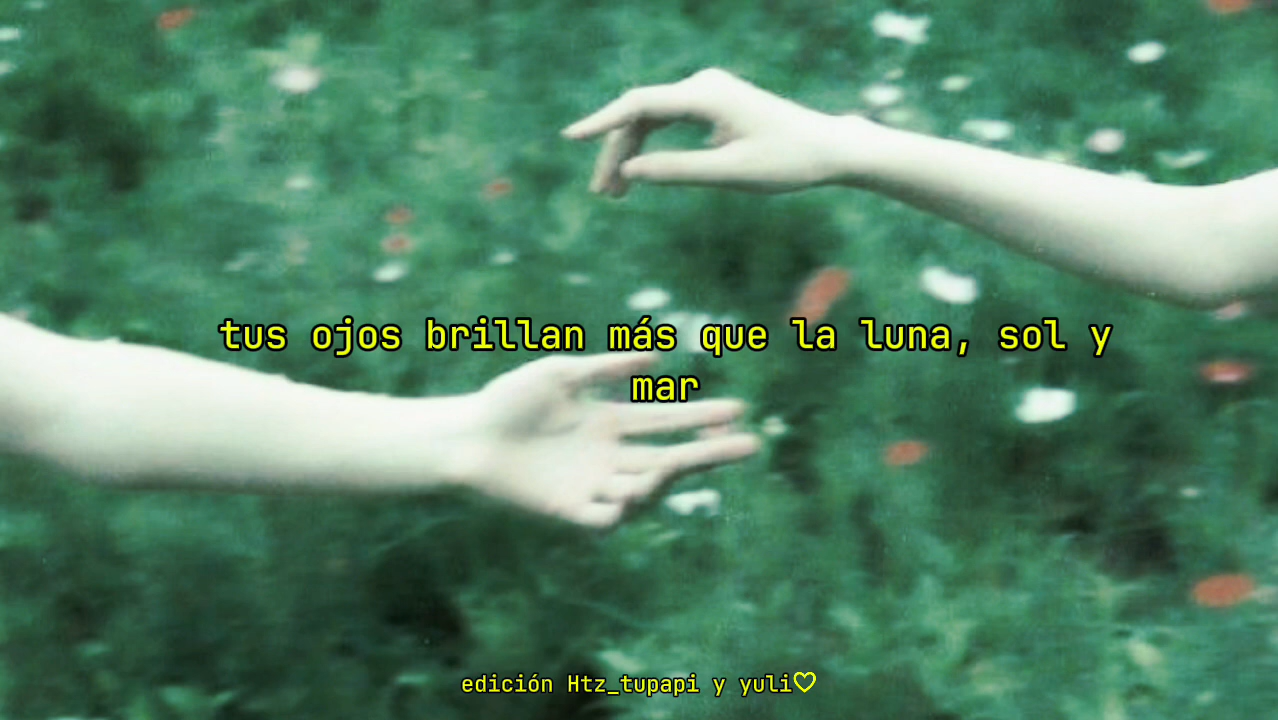 tus ojos brillan más que la luna, sol y
mar
edición Htz_tupapi y yuli♡